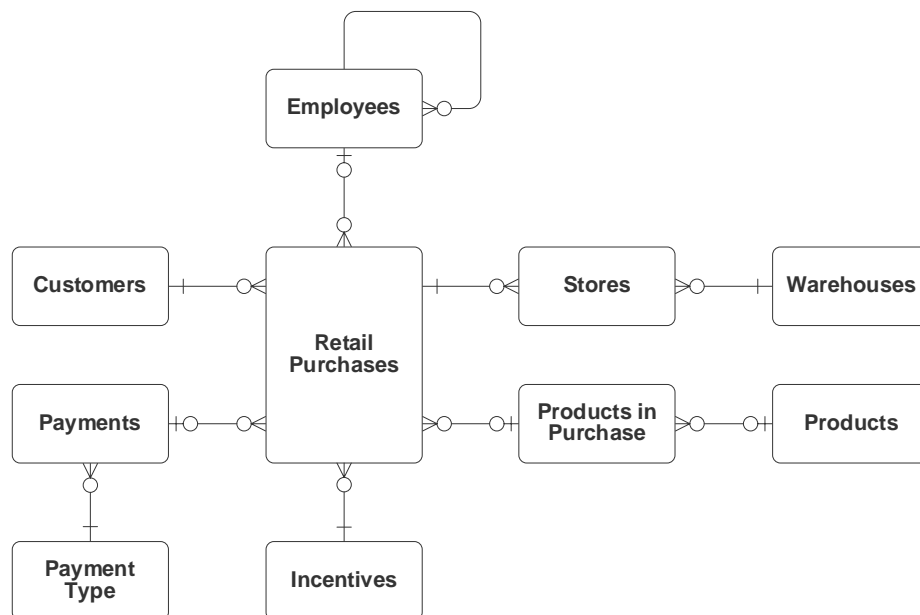 Employees
Customers
Retail
Purchases
Stores
Warehouses
Payments
Products in
Purchase
Products
Payment
Type
Incentives